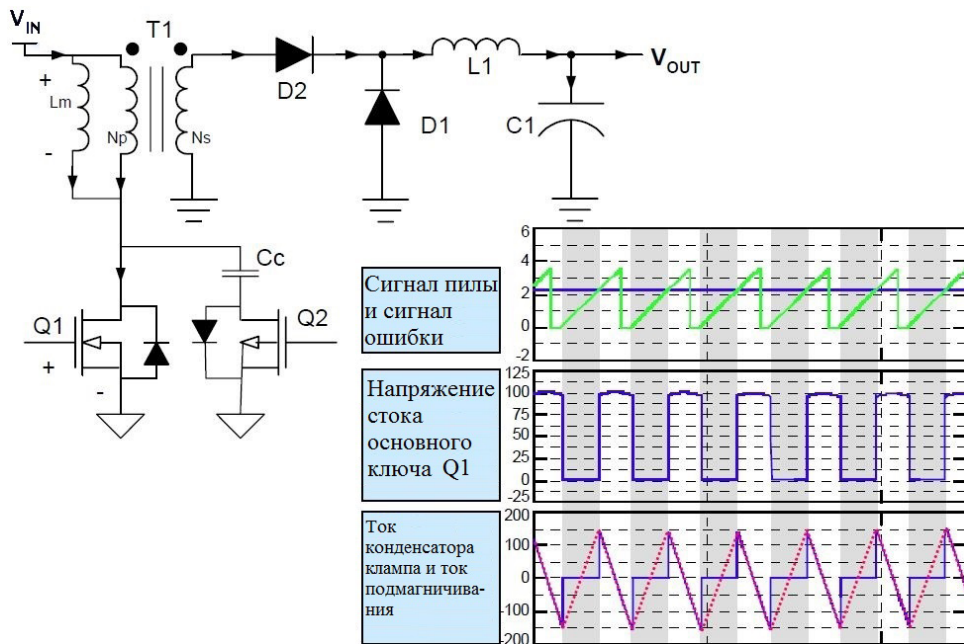 VIN
T1
+
Lm
-
Np
Ns
D2
D1
L1
C1
VOUT
Cc
Q1
+
-
Q2
Сигнал пилы
и сигнал
ошибки
6
4
2
0
-2
Напряжение
стока
основного
ключа Q1
125
100
75
50
25
0
-25
Ток
конденсатора
клампа и ток
подмагничива-
ния
200
100
0
-100
-200